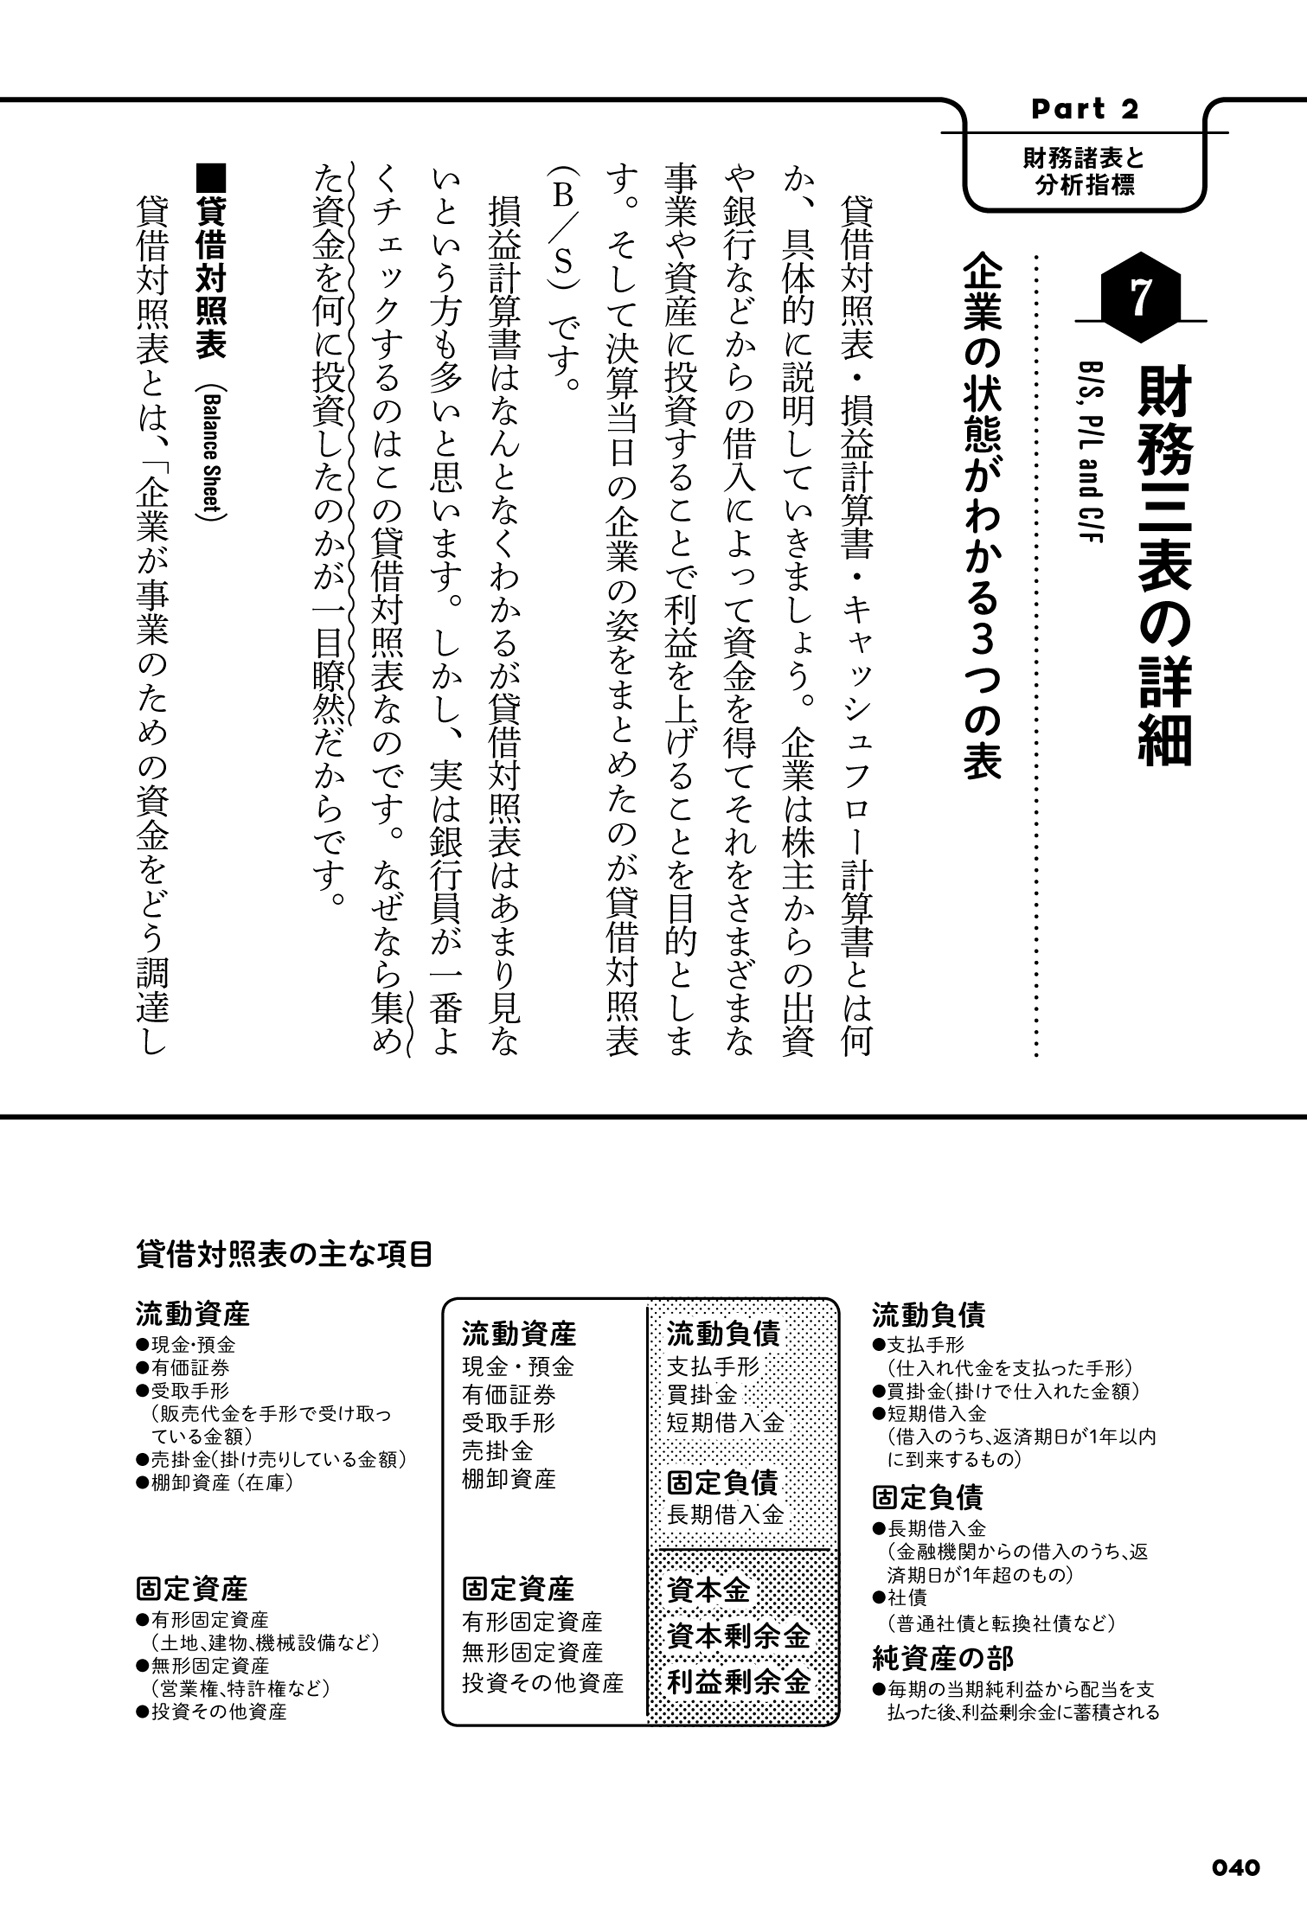 Part 2
財務諸表と
分析指標
7
財務三表の詳細
B/S, P/L and C/F
企業の状態がわかる3つの表
貸借対照表・損益計算書・キャッシュフロー計算書とは何
か、具体的に説明していきましょう。企業は株主からの出資
や銀行などからの借入によって資金を得てそれをさまざまな
事業や資産に投資することで利益を上げることを目的としま
す。そして決算当日の企業の姿をまとめたのが貸借対照表
（B／S）です。
損益計算書はなんとなくわかるが貸借対照表はあまり見な
いという方も多いと思います。しかし、実は銀行員が一番よ
くチェックするのはこの貸借対照表なのです。なぜなら集め
た資金を何に投資したのかが一目瞭然だからです。
■貸借対照表（Balance Sheet）
貸借対照表とは、「企業が事業のための資金をどう調達し
貸借対照表の主な項目
流動資産
●現金・預金
●有価証券
●受取手形
（販売代金を手形で受け取っ
ている金額）
●売掛金（掛け売りしている金額）
●棚卸資産（在庫）
固定資産
●有形固定資産
（土地、建物、機械設備など）
●無形固定資産
（営業権、特許権など）
●投資その他資産
流動資産
現金・預金
有価証券
受取手形
売掛金
棚卸資産
固定資産
有形固定資産
無形固定資産
投資その他資産
流動負債
支払手形
買掛金
短期借入金
固定負債
長期借入金
資本金
資本剰余金
利益剰余金
流動負債
●支払手形
（仕入れ代金を支払った手形）
●買掛金（掛けで仕入れた金額）
●短期借入金
（借入のうち、返済期日が1年以内
に到来するもの）
固定負債
●長期借入金
（金融機関からの借入のうち、返
済期日が1年超のもの）
●社債
（普通社債と転換社債など）
純資産の部
●毎期の当期純利益から配当を支
払った後、利益剰余金に蓄積される
040